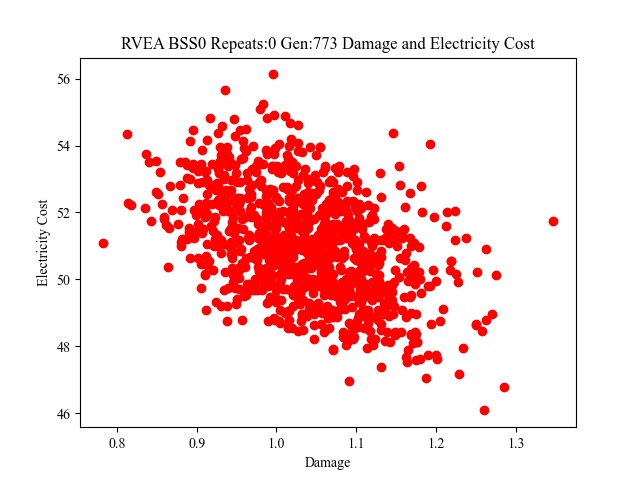 RVEA BSS0 Repeats:0 Gen:773 Damage and Electricity Cost
56
54
52
50
48
46
Electricity Cost
0.8 0.9 1.0 1.1 1.2 1.3
Damage